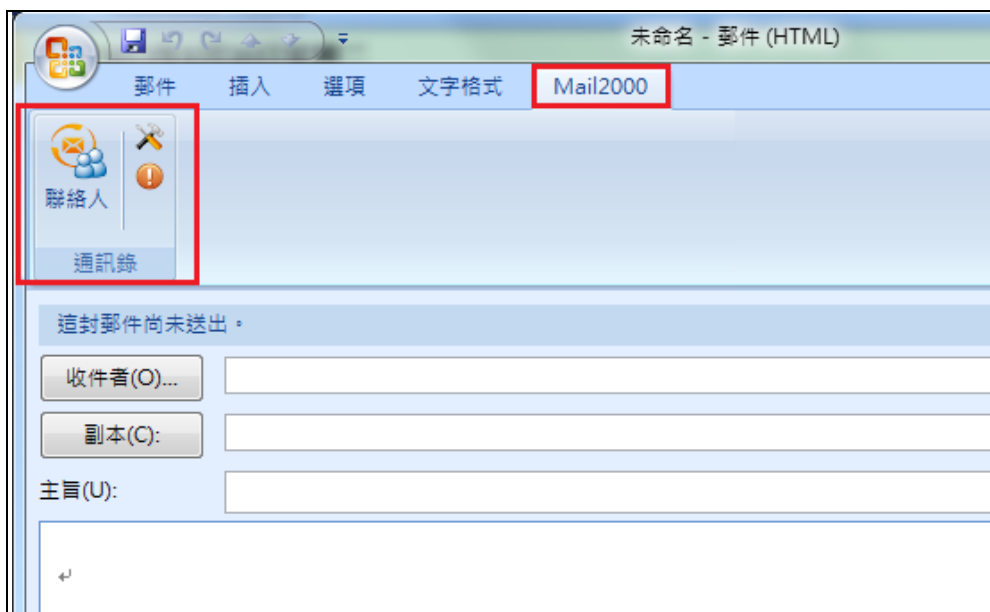 未命名 - 郵件 (HTML)
郵件 插入 選項 文字格式 Mail2000
聯絡人
通訊錄
這封郵件尚未送出。
收件者(O)...
副本(C):
主旨(U):